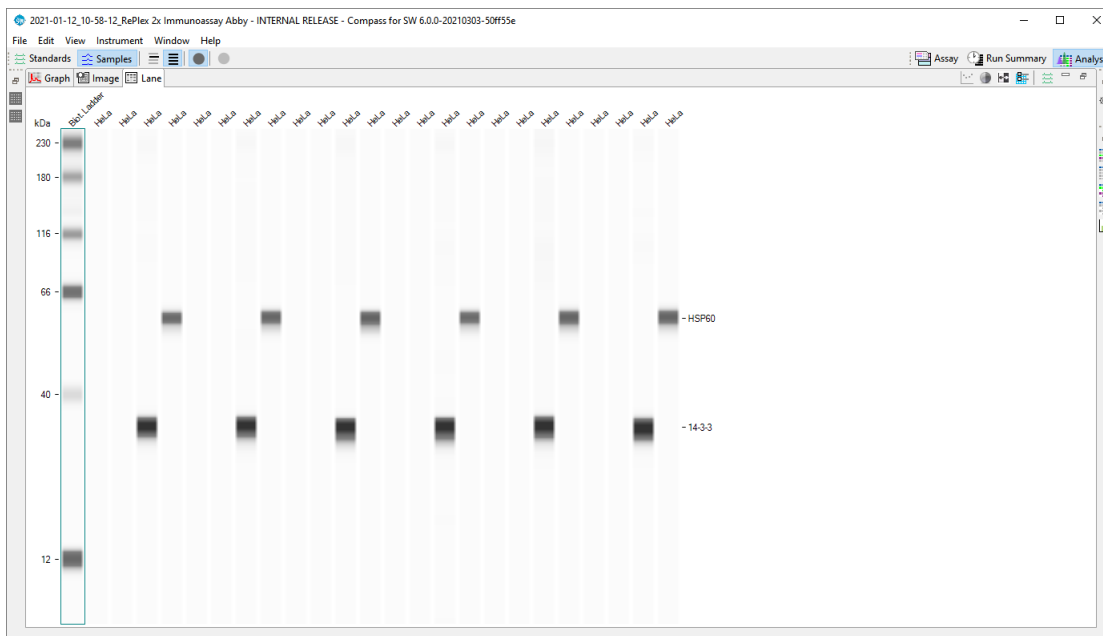 2021-01-12_10-58-12_RePlex 2x Immunoassay Abby - INTERNAL RELEASE - Compass for SW 6.0.0-20210303-50ff55e
File Edit View Instrument Window Help
Standards Samples Assay Run Summary Analys
Graph Image Lane
kDa Biot. Ladder HeLa HeLa HeLa HeLa HeLa HeLa HeLa HeLa HeLa HeLa HeLa HeLa HeLa HeLa HeLa HeLa HeLa HeLa HeLa HeLa HeLa HeLa HeLa HeLa
230 -
180 -
116 -
66 -
- HSP60
40 -
- 14-3-3
12 -